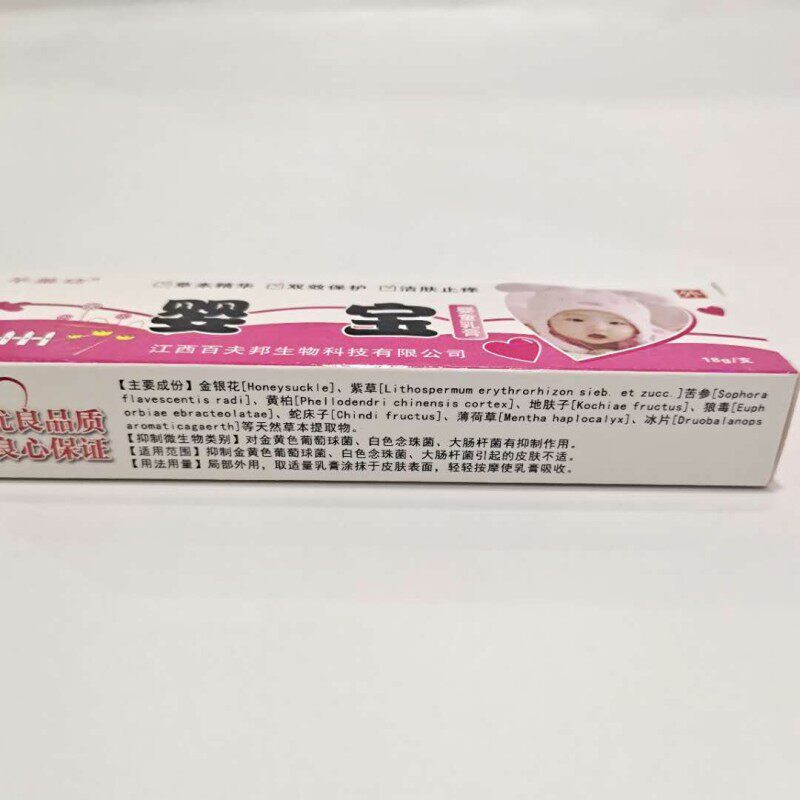 草本精华 双效保护 洁肤止痒
婴宝
婴童乳膏
江西百夫邦生物科技有限公司
18g/支
优良品质
良心保证
【主要成份】金银花[Honeysuckle]、紫草[Lithospermum erythrorhizon sieb. et zucc.]苦参[Sophora
flavescentis radi]、黄柏[Phellodendri chinensis cortex]、地肤子[Kochiae fructus]、狼毒[Euph
orbiae ebracteolatae]、蛇床子[Chindi fructus]、薄荷草[Mentha haplocalyx]、冰片[Druobalanops
aromaticagaerth]等天然草本提取物。
【抑制微生物类别】对金黄色葡萄球菌、白色念珠菌、大肠杆菌有抑制作用。
【适用范围】抑制金黄色葡萄球菌、白色念珠菌、大肠杆菌引起的皮肤不适。
【用法用量】局部外用，取适量乳膏涂抹于皮肤表面，轻轻按摩使乳膏吸收。